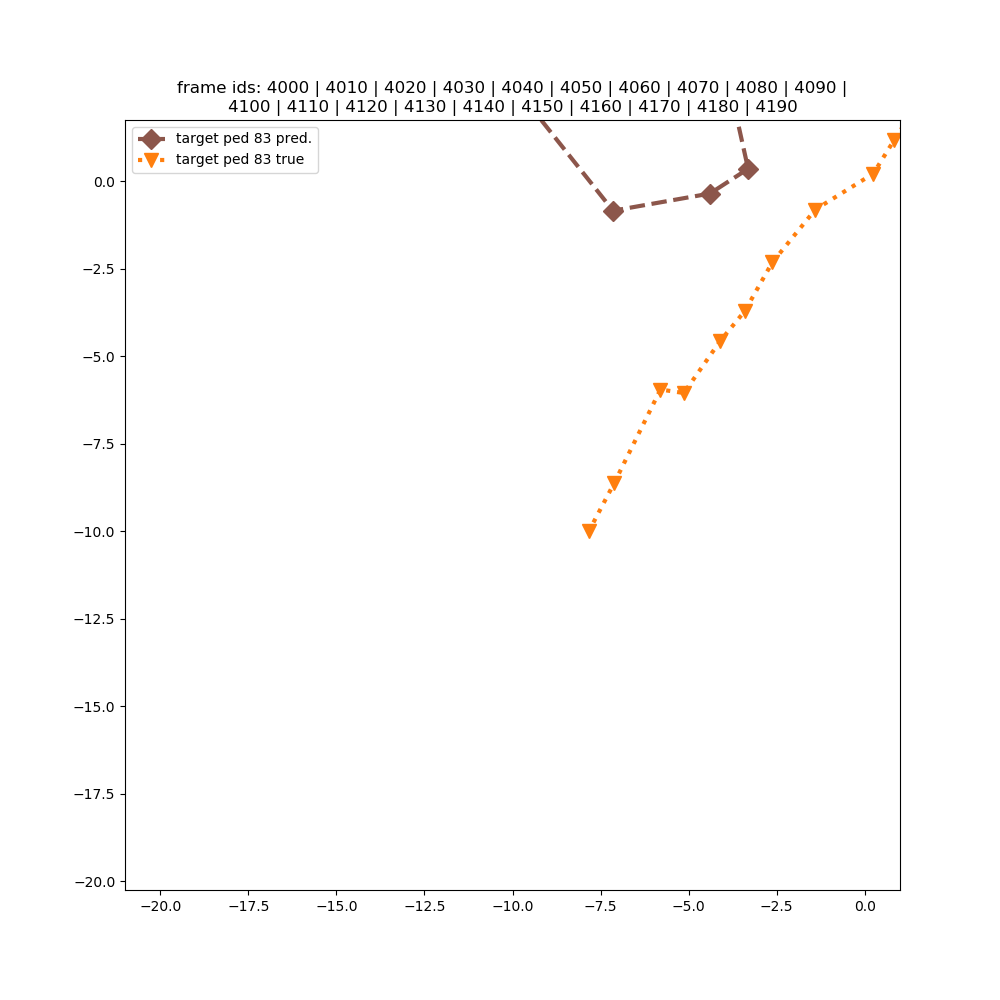 frame ids: 4000 | 4010 | 4020 | 4030 | 4040 | 4050 | 4060 | 4070 | 4080 | 4090 |
4100 | 4110 | 4120 | 4130 | 4140 | 4150 | 4160 | 4170 | 4180 | 4190
target ped 83 pred.
target ped 83 true
0.0
−2.5
−5.0
−7.5
−10.0
−12.5
−15.0
−17.5
−20.0
−20.0 −17.5 −15.0 −12.5 −10.0 −7.5 −5.0 −2.5 0.0